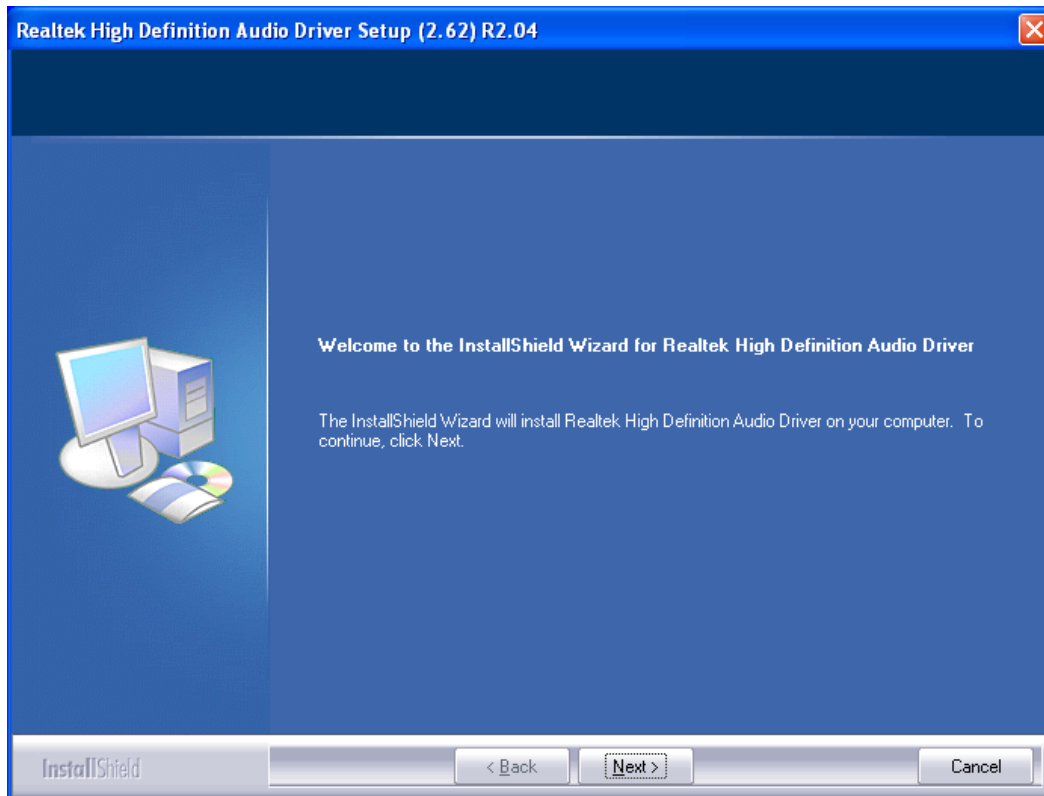 Realtek High Definition Audio Driver Setup (2.62) R2.04
Welcome to the InstallShield Wizard for Realtek High Definition Audio Driver
The InstallShield Wizard will install Realtek High Definition Audio Driver on your computer.  To
continue, click Next.
InstallShield
< Back
Next >
Cancel